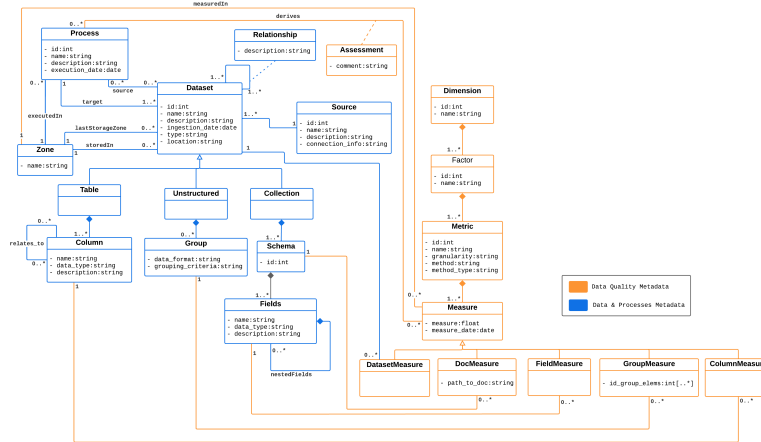 measuredIn
derives
0..*
Process
- id:int
- name:string
- description:string
- execution_date:date
Relationship
- description:string
Assessment
- comment:string
0..*
1
0..*
source
target
1..*
1..*
1..*
Dataset
- id:int
- name:string
- description:string
- ingestion_date:date
- type:string
- location:string
Source
- id:int
- name:string
- description:string
- connection_info:string
1..*
1
Dimension
- id:int
- name:string
executedIn
lastStorageZone
0..*
storedIn
0..*
1
1
1
1
Zone
- name:string
1..*
Factor
- id:int
- name:string
Table
Unstructured
Collection
1..*
Metric
- id:int
- name:string
- granularity:string
- method:string
- method_type:string
0..*
relates_to
0..*
1..*
Column
- name:string
- data_type:string
- description:string
0..*
Group
- data_format:string
- grouping_criteria:string
1..*
Schema
- id:int
1
Data Quality Metadata
Data & Processes Metadata
1
1
1..*
Fields
- name:string
- data_type:string
- description:string
0..*
1..*
0..*
Measure
- measure:float
- measure_date:date
1
0..*
nestedFields
0..*
DatasetMeasure
DocMeasure
- path_to_doc:string
FieldMeasure
GroupMeasure
- id_group_elems:int[..*]
ColumnMeasur
0..*
0..*
0..*
0..*